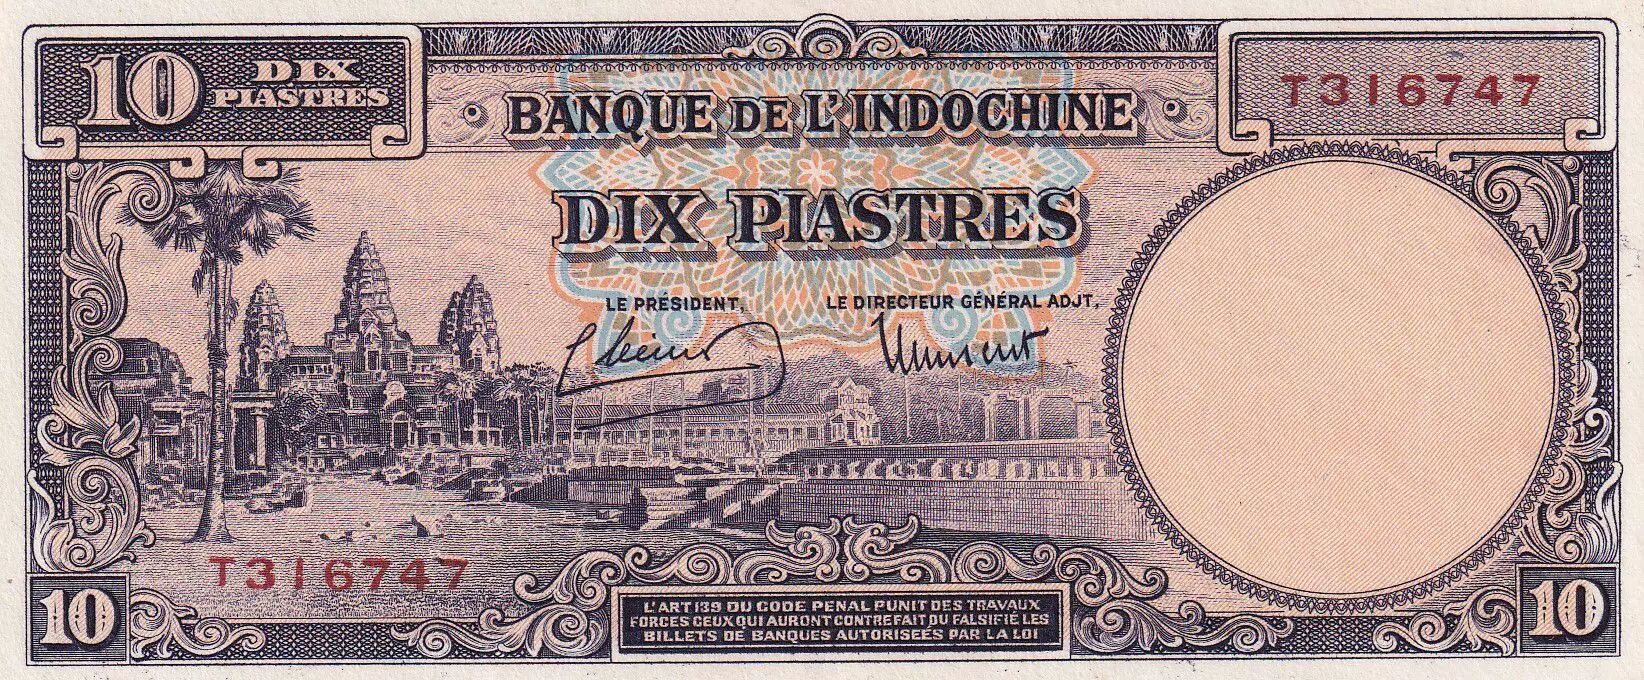 10 DIX
PIASTRES
T316747
BANQUE DE L'INDOCHINE
DIX PIASTRES
LE PRÉSIDENT,
LE DIRECTEUR GÉNÉRAL ADJT,
T316747
10
L'ART 139 DU CODE PENAL PUNIT DES TRAVAUX
FORCES CEUX QUI AURONT CONTREFAIT OU FALSIFIÉ LES
BILLETS DE BANQUES AUTORISEÉS PAR LA LOI
10